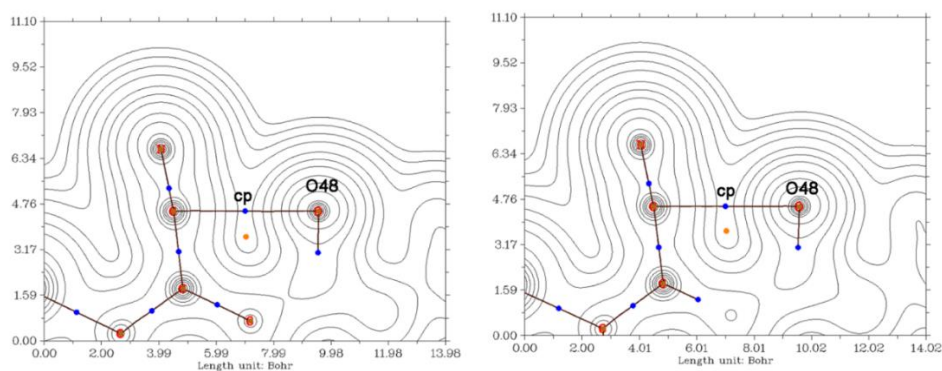 11.10
9.52
7.93
6.34
4.76
3.17
1.59
0.00
N
cp
O48
0.00 2.00 3.99 5.99 7.99 9.98 11.98 13.98
Length unit: Bohr
11.10
9.52
7.93
6.34
4.76
3.17
1.59
0.00
N
cp
O48
0.00 2.00 4.01 6.01 8.01 10.02 12.02 14.02
Length unit: Bohr